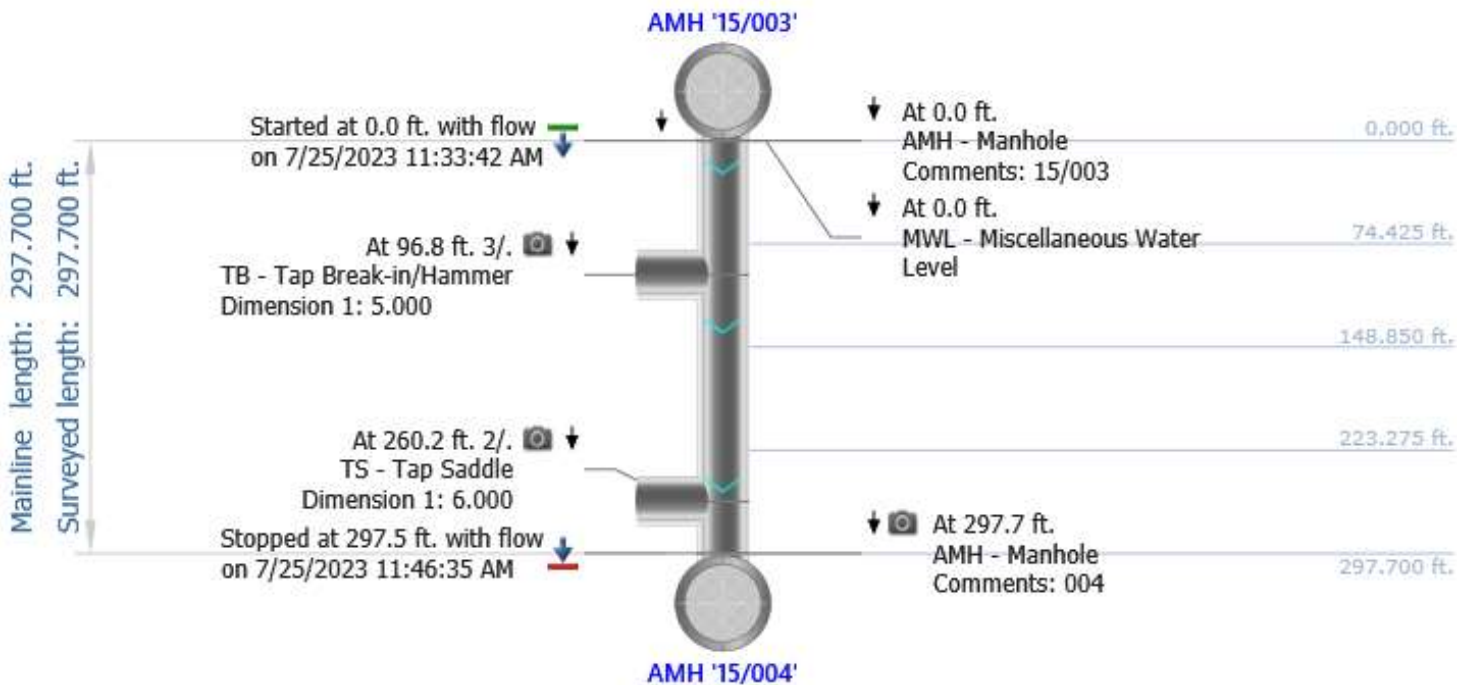 AMH '15/003'
Started at 0.0 ft. with flow
on 7/25/2023 11:33:42 AM
At 0.0 ft.
AMH - Manhole
Comments: 15/003
0.000 ft.
At 0.0 ft.
MWL - Miscellaneous Water
Level
74.425 ft.
At 96.8 ft. 3/.
TB - Tap Break-in/Hammer
Dimension 1: 5.000
148.850 ft.
Mainline length: 297.700 ft.
Surveyed length: 297.700 ft.
At 260.2 ft. 2/.
TS - Tap Saddle
Dimension 1: 6.000
223.275 ft.
Stopped at 297.5 ft. with flow
on 7/25/2023 11:46:35 AM
At 297.7 ft.
AMH - Manhole
Comments: 004
297.700 ft.
AMH '15/004'